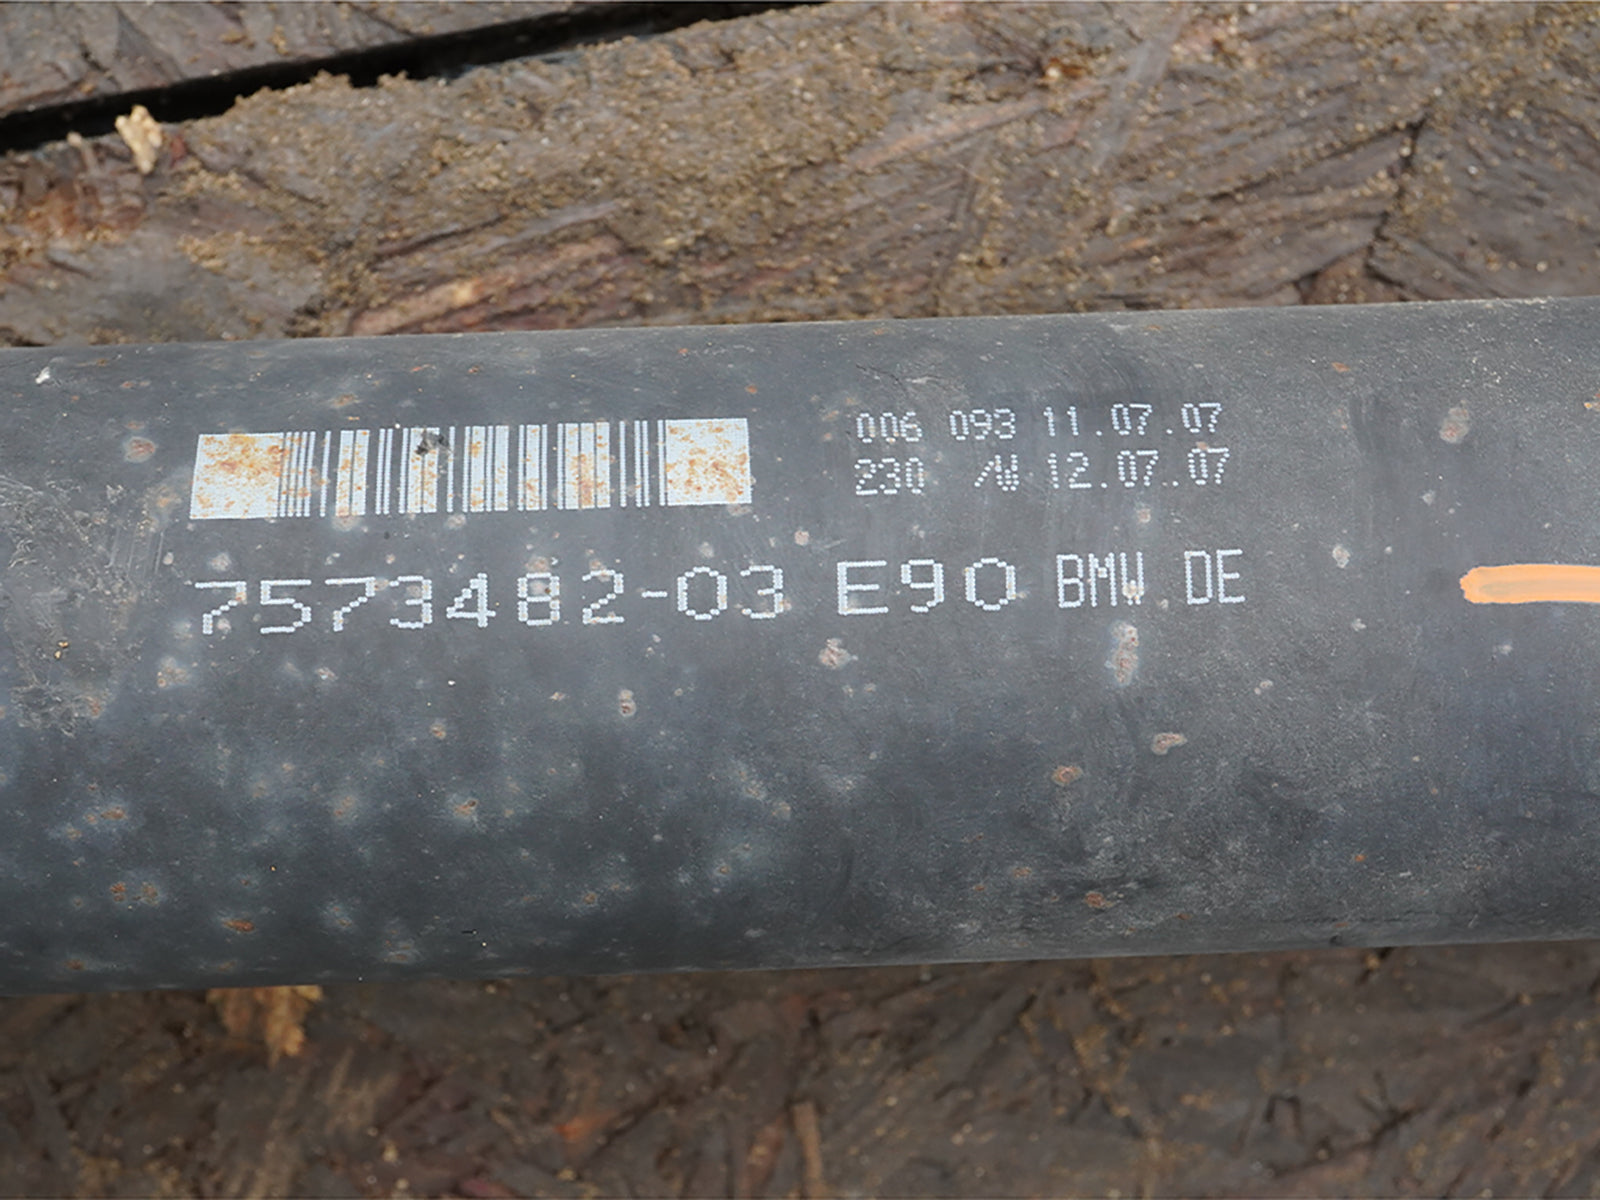 006 093 11.07.07
230 /W 12.07.07
7573482-03 E90 BMW DE